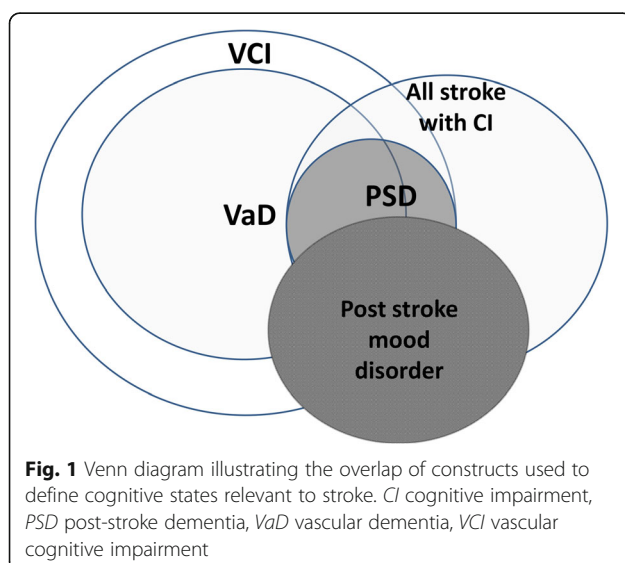 VCI
All stroke
with CI
VaD
PSD
Post stroke
mood
disorder
Fig. 1 Venn diagram illustrating the overlap of constructs used to
define cognitive states relevant to stroke. CI cognitive impairment,
PSD post-stroke dementia, VaD vascular dementia, VCI vascular
cognitive impairment